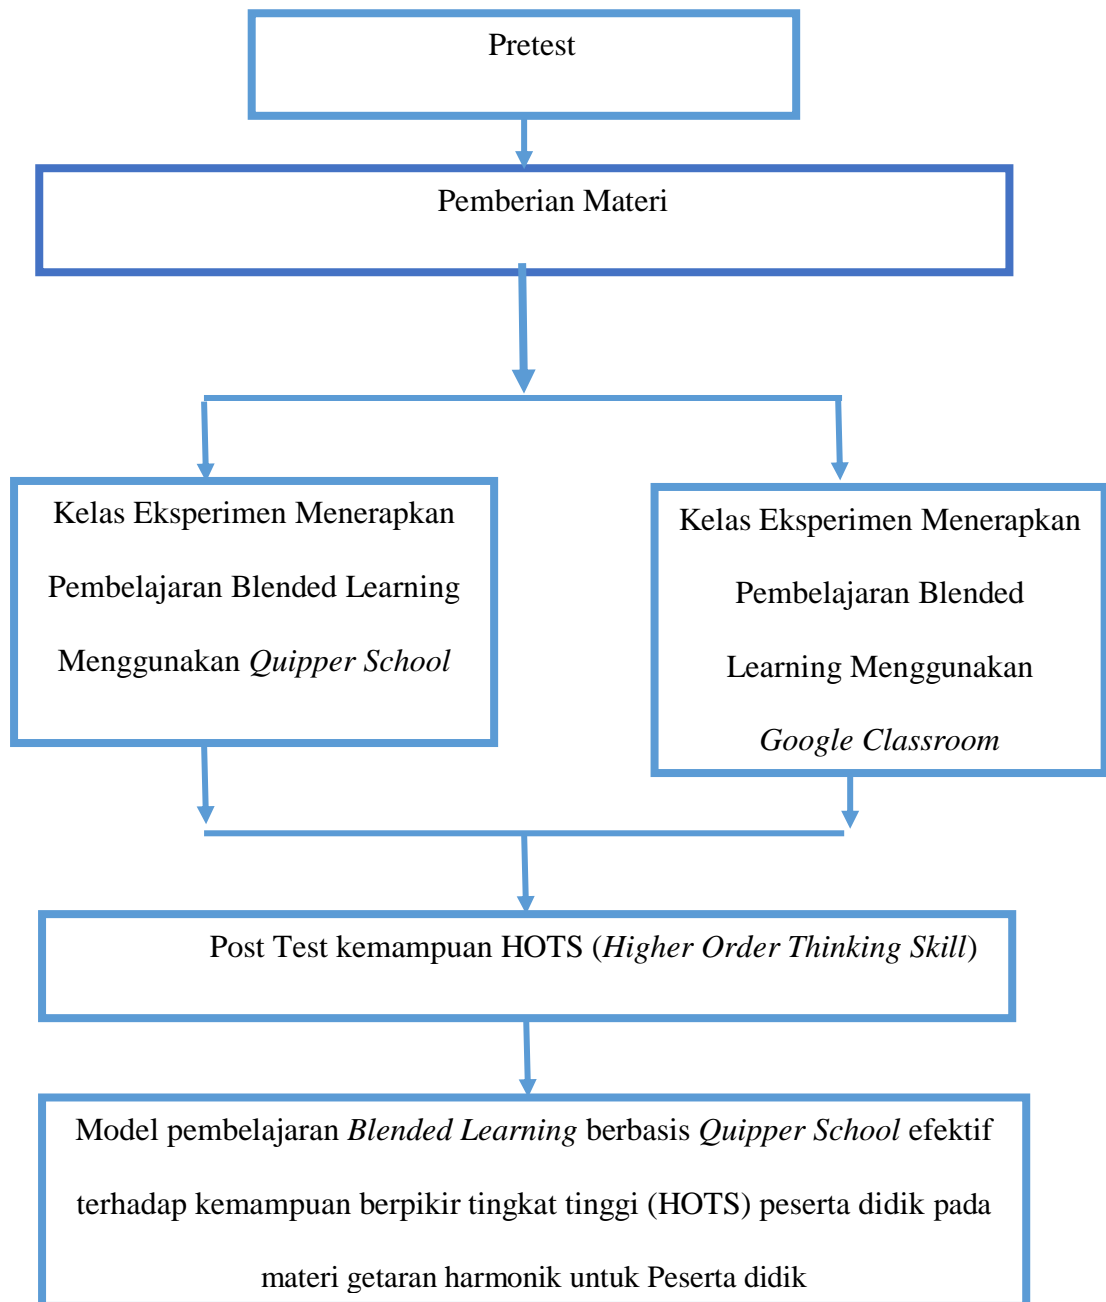 Pretest
Pemberian Materi
Kelas Eksperimen Menerapkan
Pembelajaran Blended Learning
Menggunakan Quipper School
Kelas Eksperimen Menerapkan
Pembelajaran Blended
Learning Menggunakan
Google Classroom
Post Test kemampuan HOTS (Higher Order Thinking Skill)
Model pembelajaran Blended Learning berbasis Quipper School efektif
terhadap kemampuan berpikir tingkat tinggi (HOTS) peserta didik pada
materi getaran harmonik untuk Peserta didik